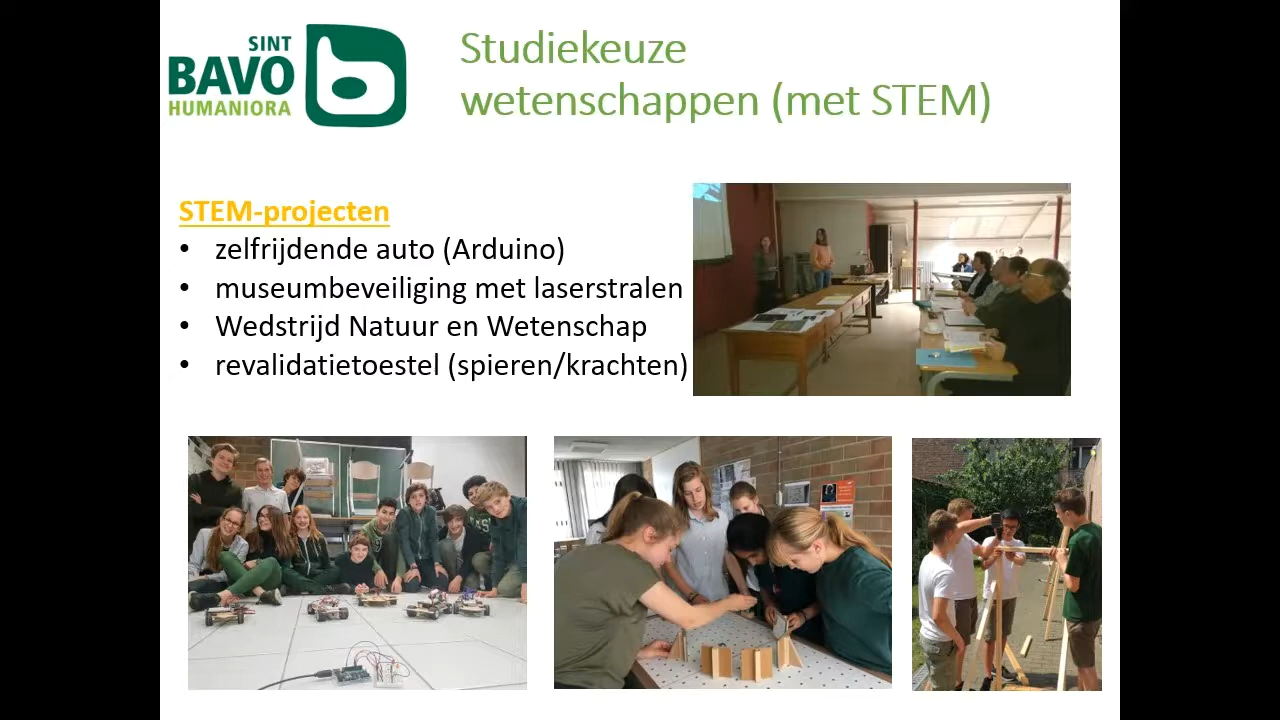 SINT
BAVO
HUMANIORA
Studiekeuze
wetenschappen (met STEM)
STEM-projecten
• zelfrijdende auto (Arduino)
• museumbeveiliging met laserstralen
• Wedstrijd Natuur en Wetenschap
• revalidatietoestel (spieren/krachten)